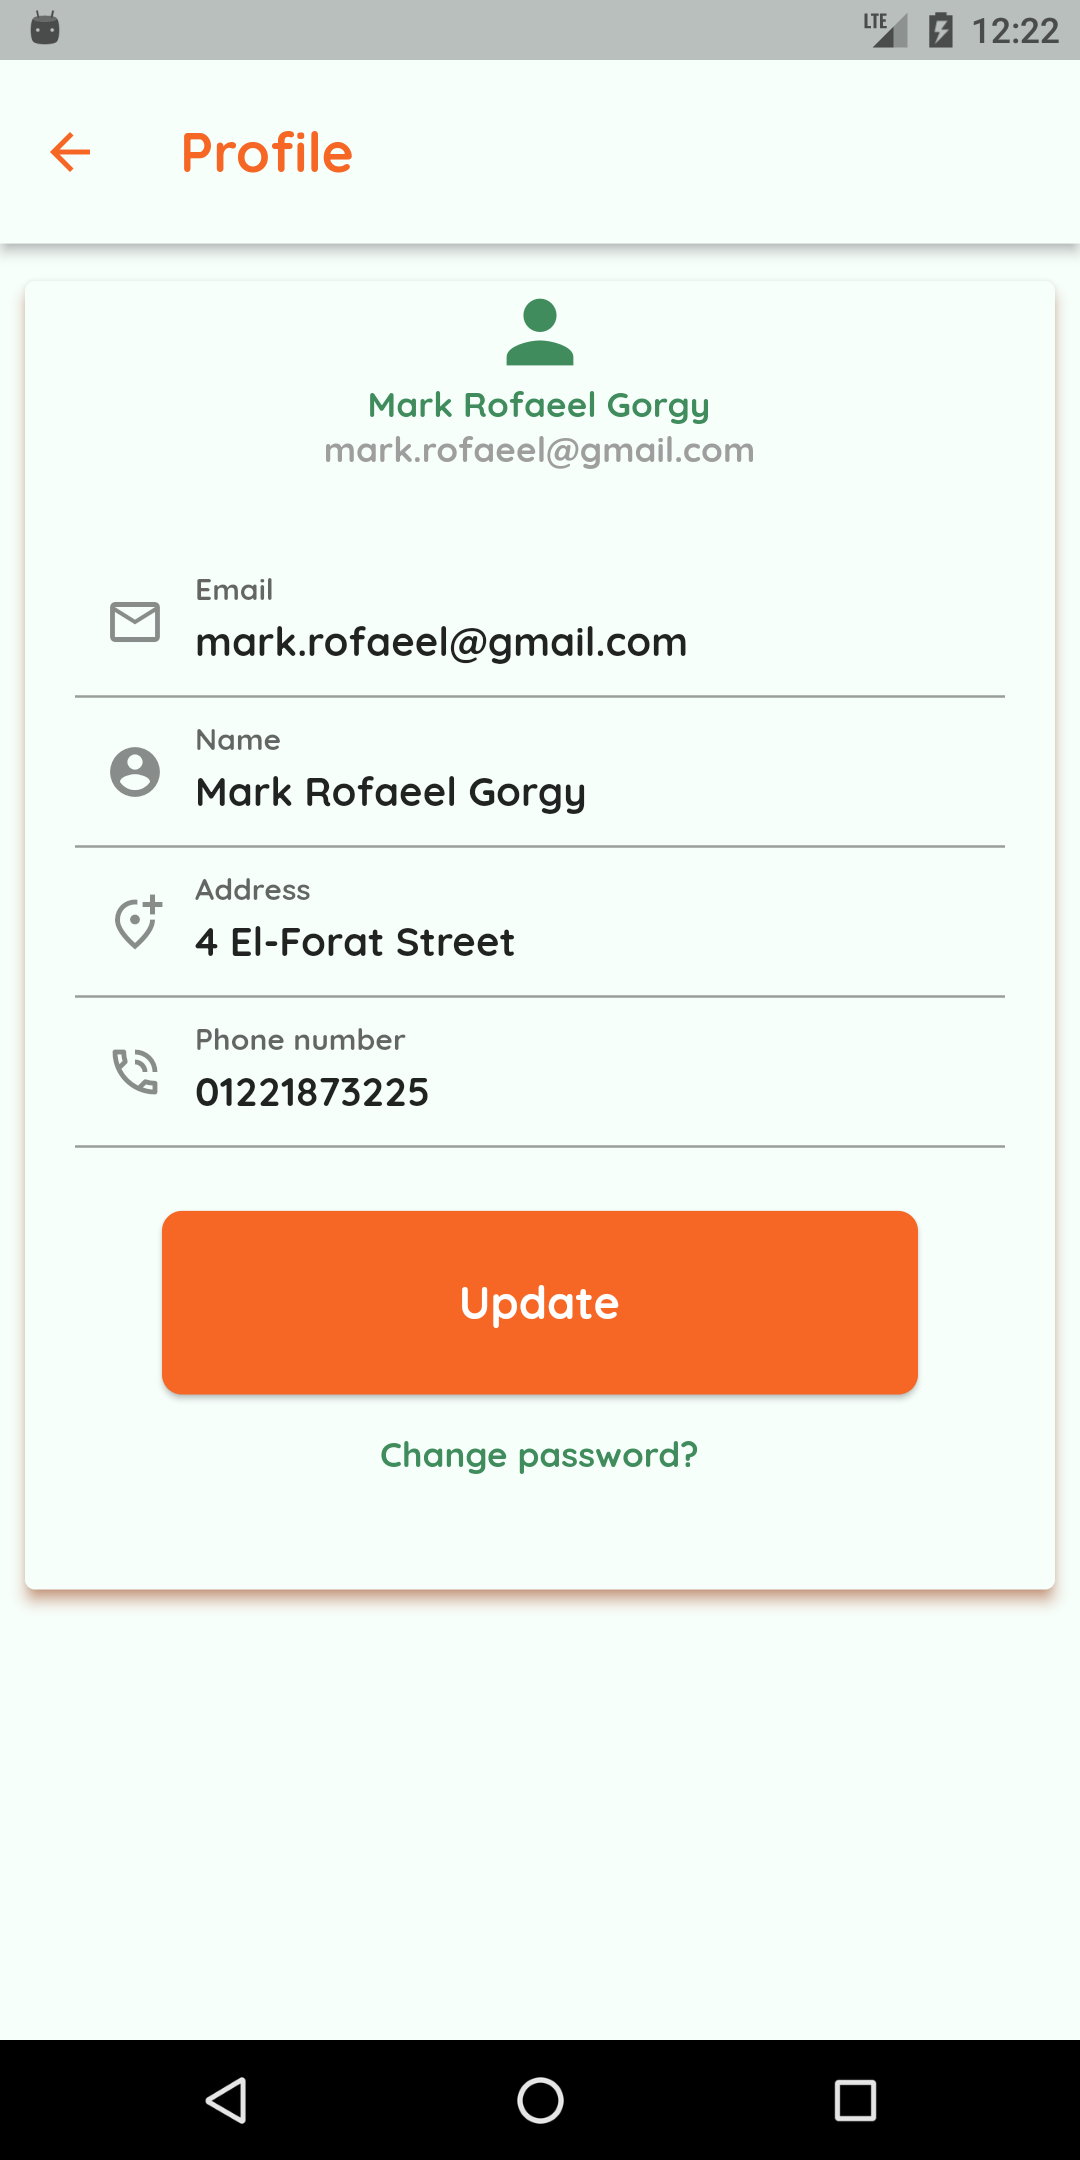 LTE 12:22
Profile
Mark Rofaeel Gorgy
mark.rofaeel@gmail.com
Email
mark.rofaeel@gmail.com
Name
Mark Rofaeel Gorgy
Address
4 El-Forat Street
Phone number
01221873225
Update
Change password?